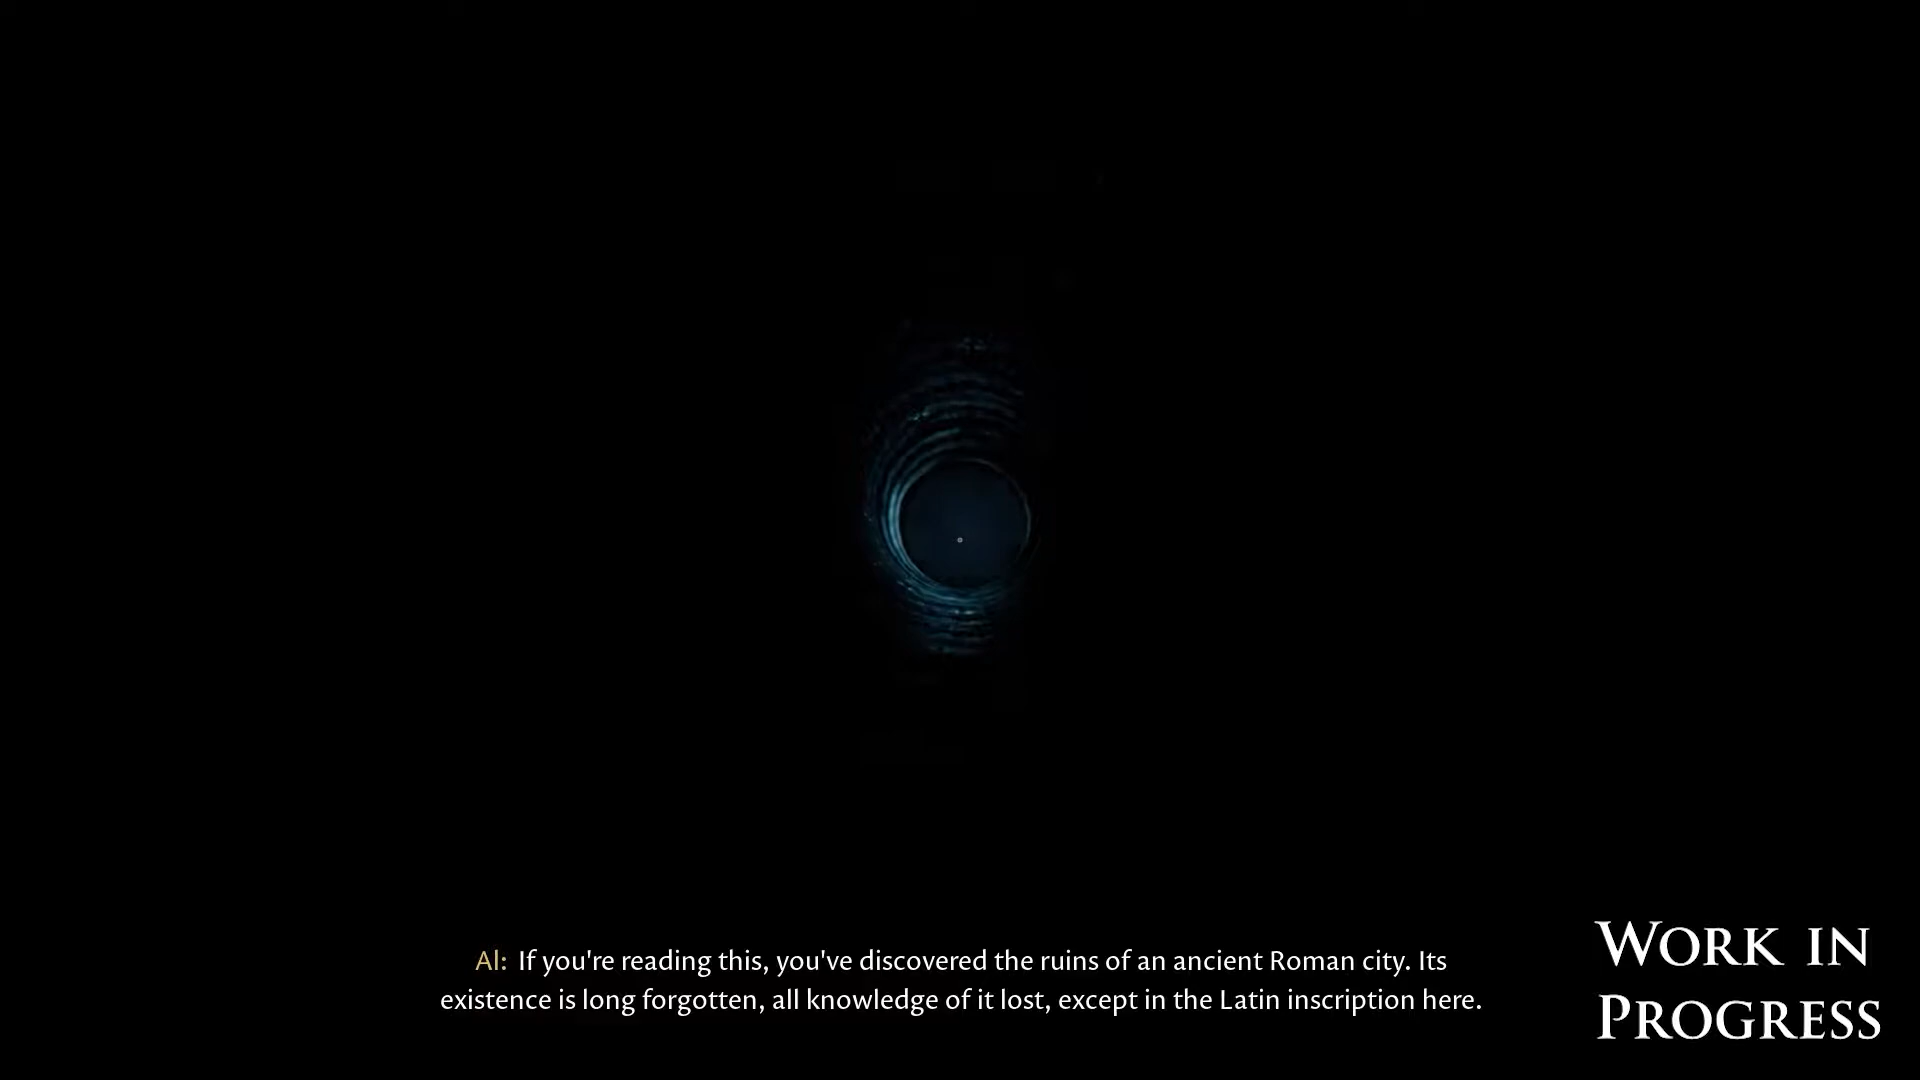 Al: If you're reading this, you've discovered the ruins of an ancient Roman city. Its
existence is long forgotten, all knowledge of it lost, except in the Latin inscription here.
WORK IN
PROGRESS